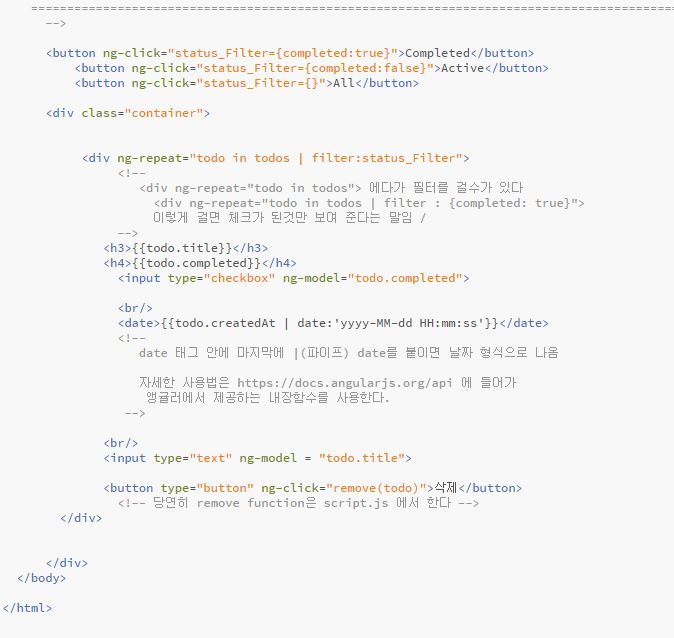 ================================================================================
-->
<button ng-click="status_Filter={completed:true}">Completed</button>
<button ng-click="status_Filter={completed:false}">Active</button>
<button ng-click="status_Filter={}">All</button>
<div class="container">
<div ng-repeat="todo in todos | filter:status_Filter">
<!--
<div ng-repeat="todo in todos"> 에다가 필터를 걸수가 있다
<div ng-repeat="todo in todos | filter : {completed: true}">
이렇게 걸면 체크가 된것만 보여 준다는 말임 /
-->
<h3>{{todo.title}}</h3>
<h4>{{todo.completed}}</h4>
<input type="checkbox" ng-model="todo.completed">
<br/>
<date>{{todo.createdAt | date:'yyyy-MM-dd HH:mm:ss'}}</date>
<!--
date 태그 안에 마지막에 |(파이프) date를 붙이면 날짜 형식으로 나옴
자세한 사용법은 https://docs.angularjs.org/api 에 들어가
앵귤러에서 제공하는 내장함수를 사용한다.
-->
<br/>
<input type="text" ng-model = "todo.title">
<button type="button" ng-click="remove(todo)">삭제</button>
<!-- 당연히 remove function은 script.js 에서 한다 -->
</div>
</div>
</body>
</html>